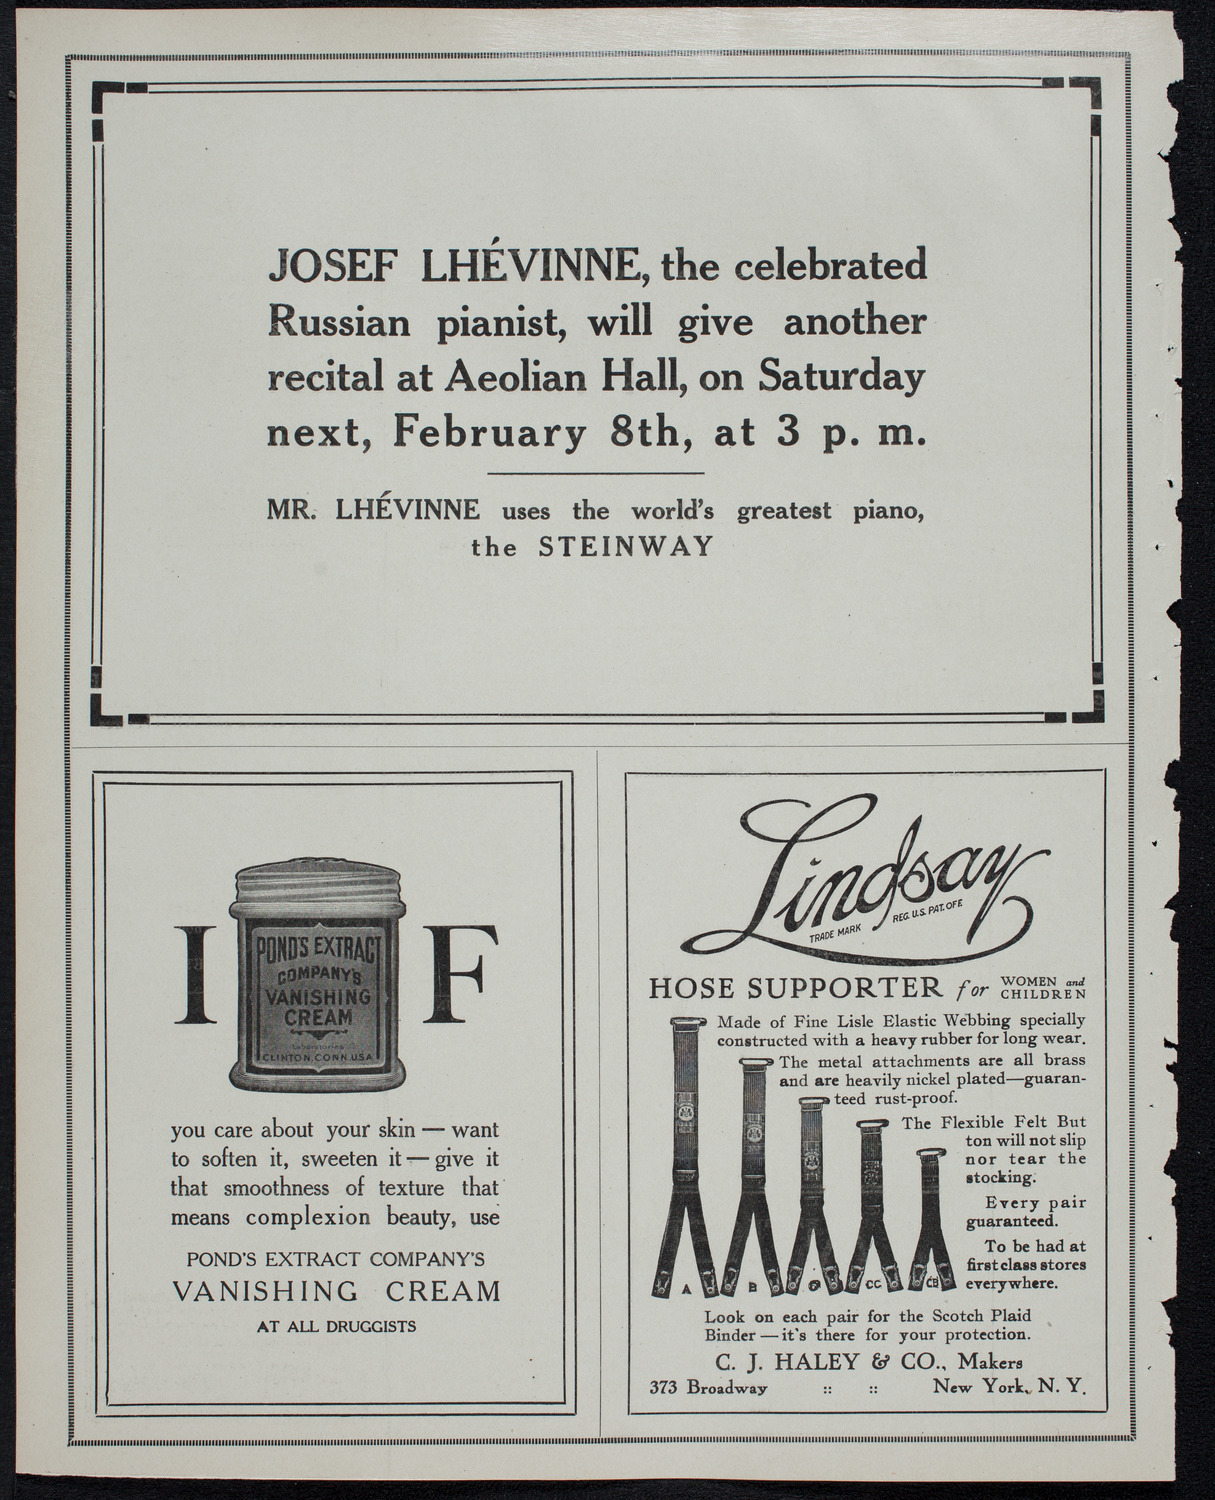 JOSEF LHÉVINNE, the celebrated
Russian pianist, will give another
recital at Aeolian Hall, on Saturday
next, February 8th, at 3 p. m.
MR. LHÉVINNE uses the world's greatest piano,
the STEINWAY
I F
POND'S EXTRACT
COMPANY'S
VANISHING
CREAM
Laboratories
CLINTON, CONN. USA
you care about your skin — want
to soften it, sweeten it — give it
that smoothness of texture that
means complexion beauty, use
POND'S EXTRACT COMPANY'S
VANISHING CREAM
AT ALL DRUGGISTS
Lindsay
TRADE MARK REG. U.S. PAT. OFF.
HOSE SUPPORTER for WOMEN and
CHILDREN
Made of Fine Lisle Elastic Webbing specially
constructed with a heavy rubber for long wear.
The metal attachments are all brass
and are heavily nickel plated—guaran-
teed rust-proof.
The Flexible Felt But
ton will not slip
nor tear the
stocking.
Every pair
guaranteed.
To be had at
first class stores
everywhere.
A B C CC CB
Look on each pair for the Scotch Plaid
Binder — it's there for your protection.
C. J. HALEY & CO., Makers
373 Broadway :: :: New York, N. Y.